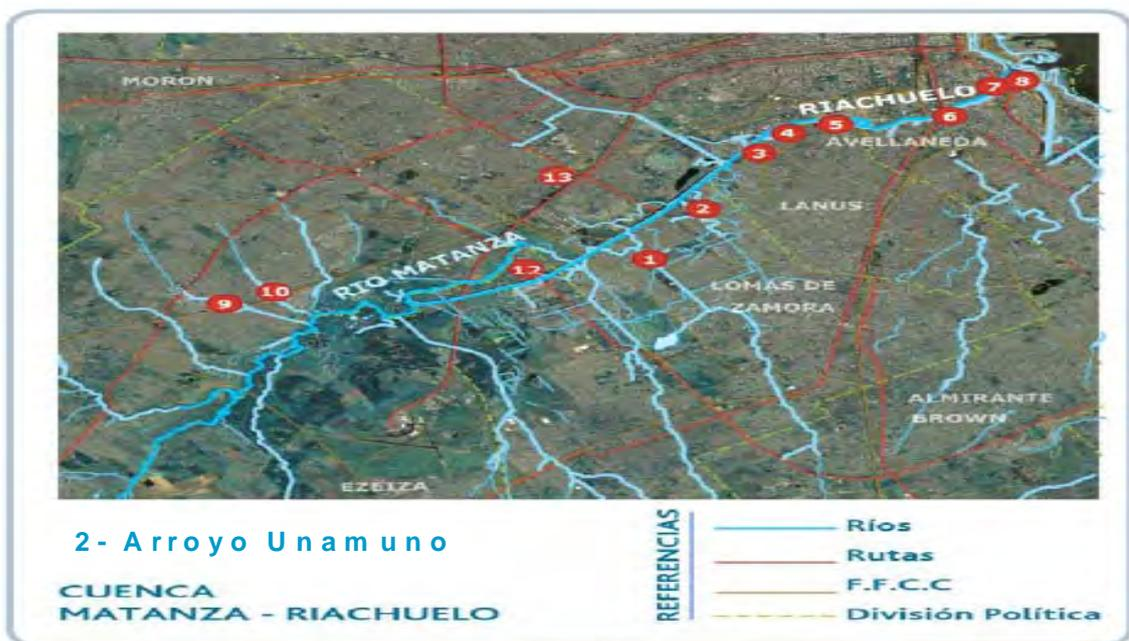 MORON
RIACHUELO
7
8
6
5
4
3
AVELLANEDA
13
LANUS
2
RIO MATANZA
1
12
LOMAS DE
ZAMORA
10
9
ALMIRANTE
BROWN
EZEIZA
2- Arroyo Unamuno
CUENCA
MATANZA - RIACHUELO
REFERENCIAS
Ríos
Rutas
F.F.C.C
División Política